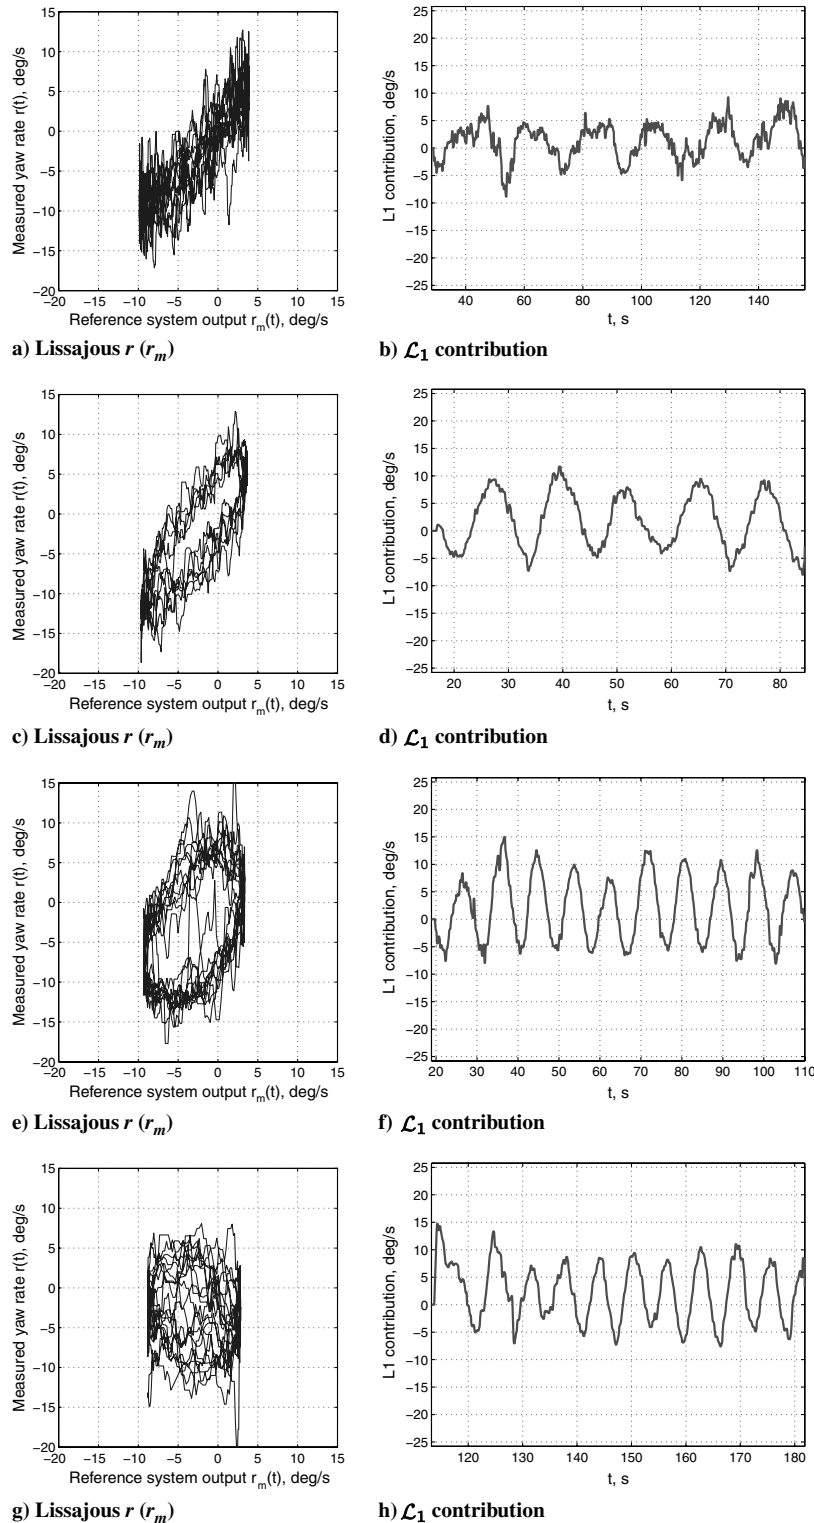 15
10
5
0
−5
−10
−15
−20
−20 −15 −10 −5 0 5 10 15
Measured yaw rate r(t), deg/s
Reference system output r_m(t), deg/s
a) Lissajous r (r_m)
25
20
15
10
5
0
−5
−10
−15
−20
−25
40 60 80 100 120 140
L1 contribution, deg/s
t, s
b) ℒ₁ contribution
15
10
5
0
−5
−10
−15
−20
−20 −15 −10 −5 0 5 10 15
Measured yaw rate r(t), deg/s
Reference system output r_m(t), deg/s
c) Lissajous r (r_m)
25
20
15
10
5
0
−5
−10
−15
−20
−25
20 30 40 50 60 70 80
L1 contribution, deg/s
t, s
d) ℒ₁ contribution
15
10
5
0
−5
−10
−15
−20
−20 −15 −10 −5 0 5 10 15
Measured yaw rate r(t), deg/s
Reference system output r_m(t), deg/s
e) Lissajous r (r_m)
25
20
15
10
5
0
−5
−10
−15
−20
−25
20 30 40 50 60 70 80 90 100 110
L1 contribution, deg/s
t, s
f) ℒ₁ contribution
15
10
5
0
−5
−10
−15
−20
−20 −15 −10 −5 0 5 10 15
Measured yaw rate r(t), deg/s
Reference system output r_m(t), deg/s
g) Lissajous r (r_m)
25
20
15
10
5
0
−5
−10
−15
−20
−25
120 130 140 150 160 170 180
L1 contribution, deg/s
t, s
h) ℒ₁ contribution